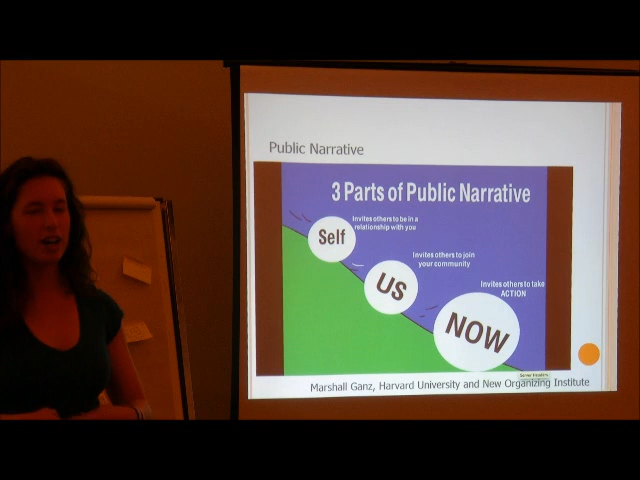 Public Narrative
3 Parts of Public Narrative
Invites others to be in a
relationship with you
Self
Invites others to join
your community
US
Invites others to take
ACTION
NOW
Marshall Ganz, Harvard University and New Organizing Institute